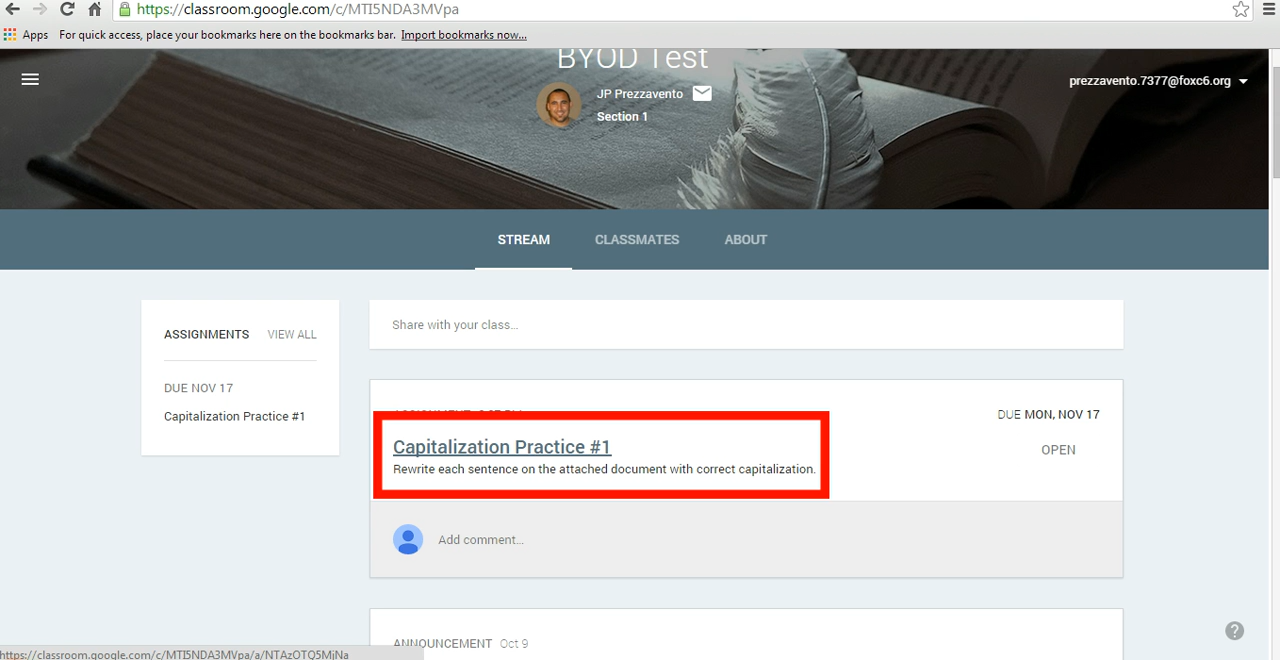 https://classroom.google.com/c/MTI5NDA3MVpa
Apps For quick access, place your bookmarks here on the bookmarks bar. Import bookmarks now...
BYOD Test
prezzavento.7377@foxc6.org
JP Prezzavento
Section 1
STREAM CLASSMATES ABOUT
ASSIGNMENTS VIEW ALL
DUE NOV 17
Capitalization Practice #1
Share with your class...
DUE MON, NOV 17
Capitalization Practice #1
OPEN
Rewrite each sentence on the attached document with correct capitalization.
Add comment...
ANNOUNCEMENT Oct 9
https://classroom.google.com/c/MTI5NDA3MVpa/a/NTAzOTQ5MjNa